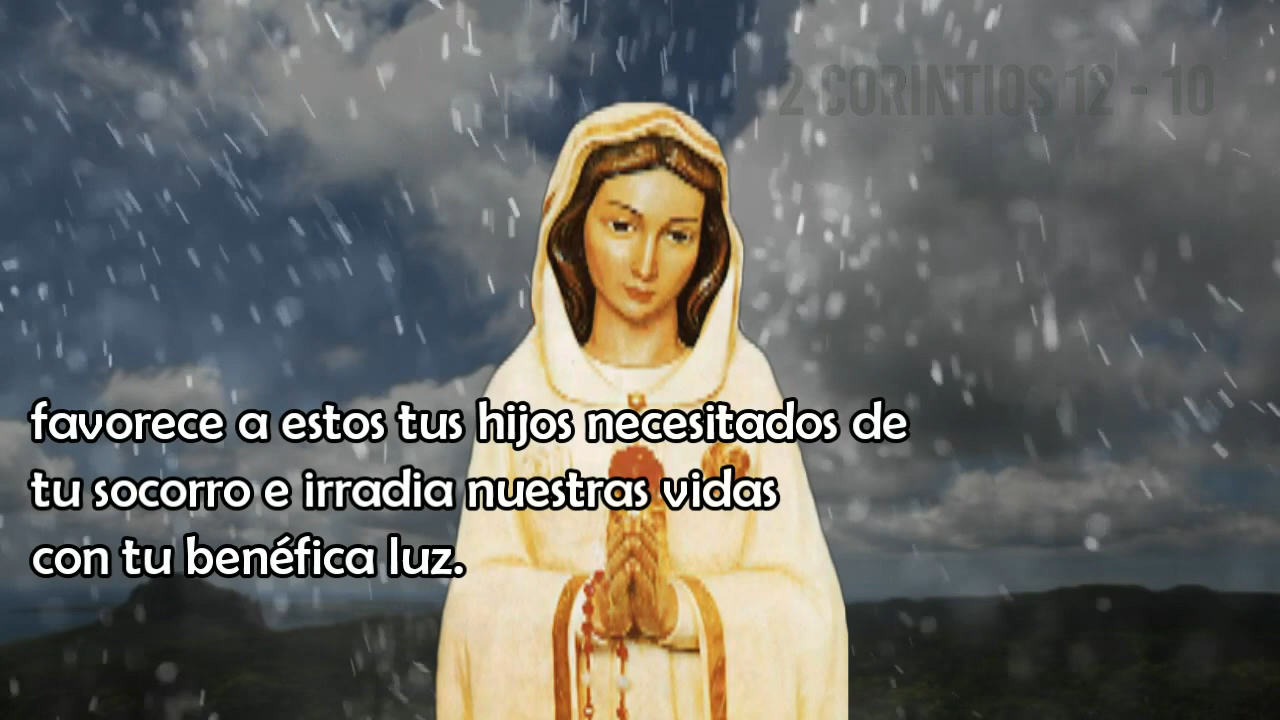 2 CORINTIOS 12 - 10
favorece a estos tus hijos necesitados de
tu socorro e irradia nuestras vidas
con tu benéfica luz.